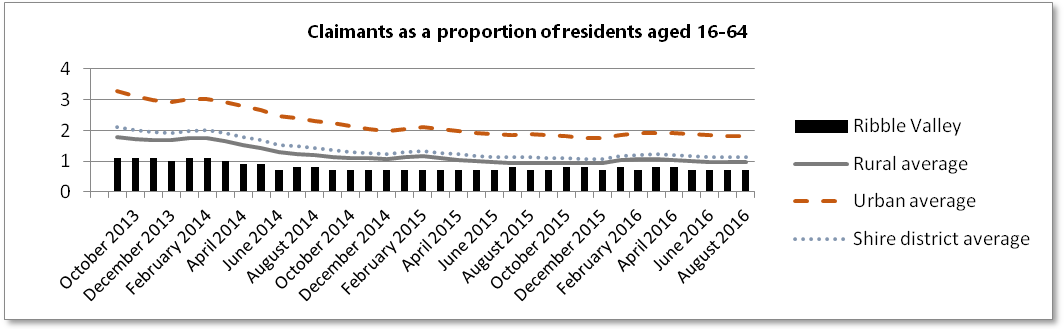 Claimants as a proportion of residents aged 16-64
4
3
2
1
0
October 2013
December 2013
February 2014
April 2014
June 2014
August 2014
October 2014
December 2014
February 2015
April 2015
June 2015
August 2015
October 2015
December 2015
February 2016
April 2016
June 2016
August 2016
Ribble Valley
Rural average
Urban average
Shire district average